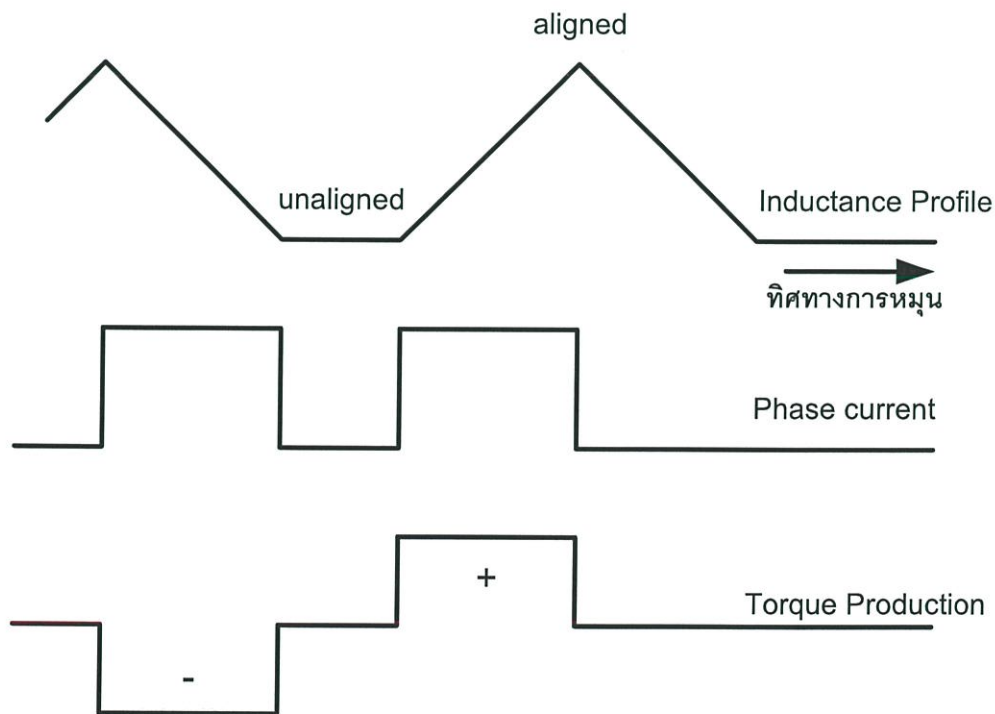 aligned
unaligned
Inductance Profile
ทิศทางการหมุน
Phase current
+
Torque Production
-